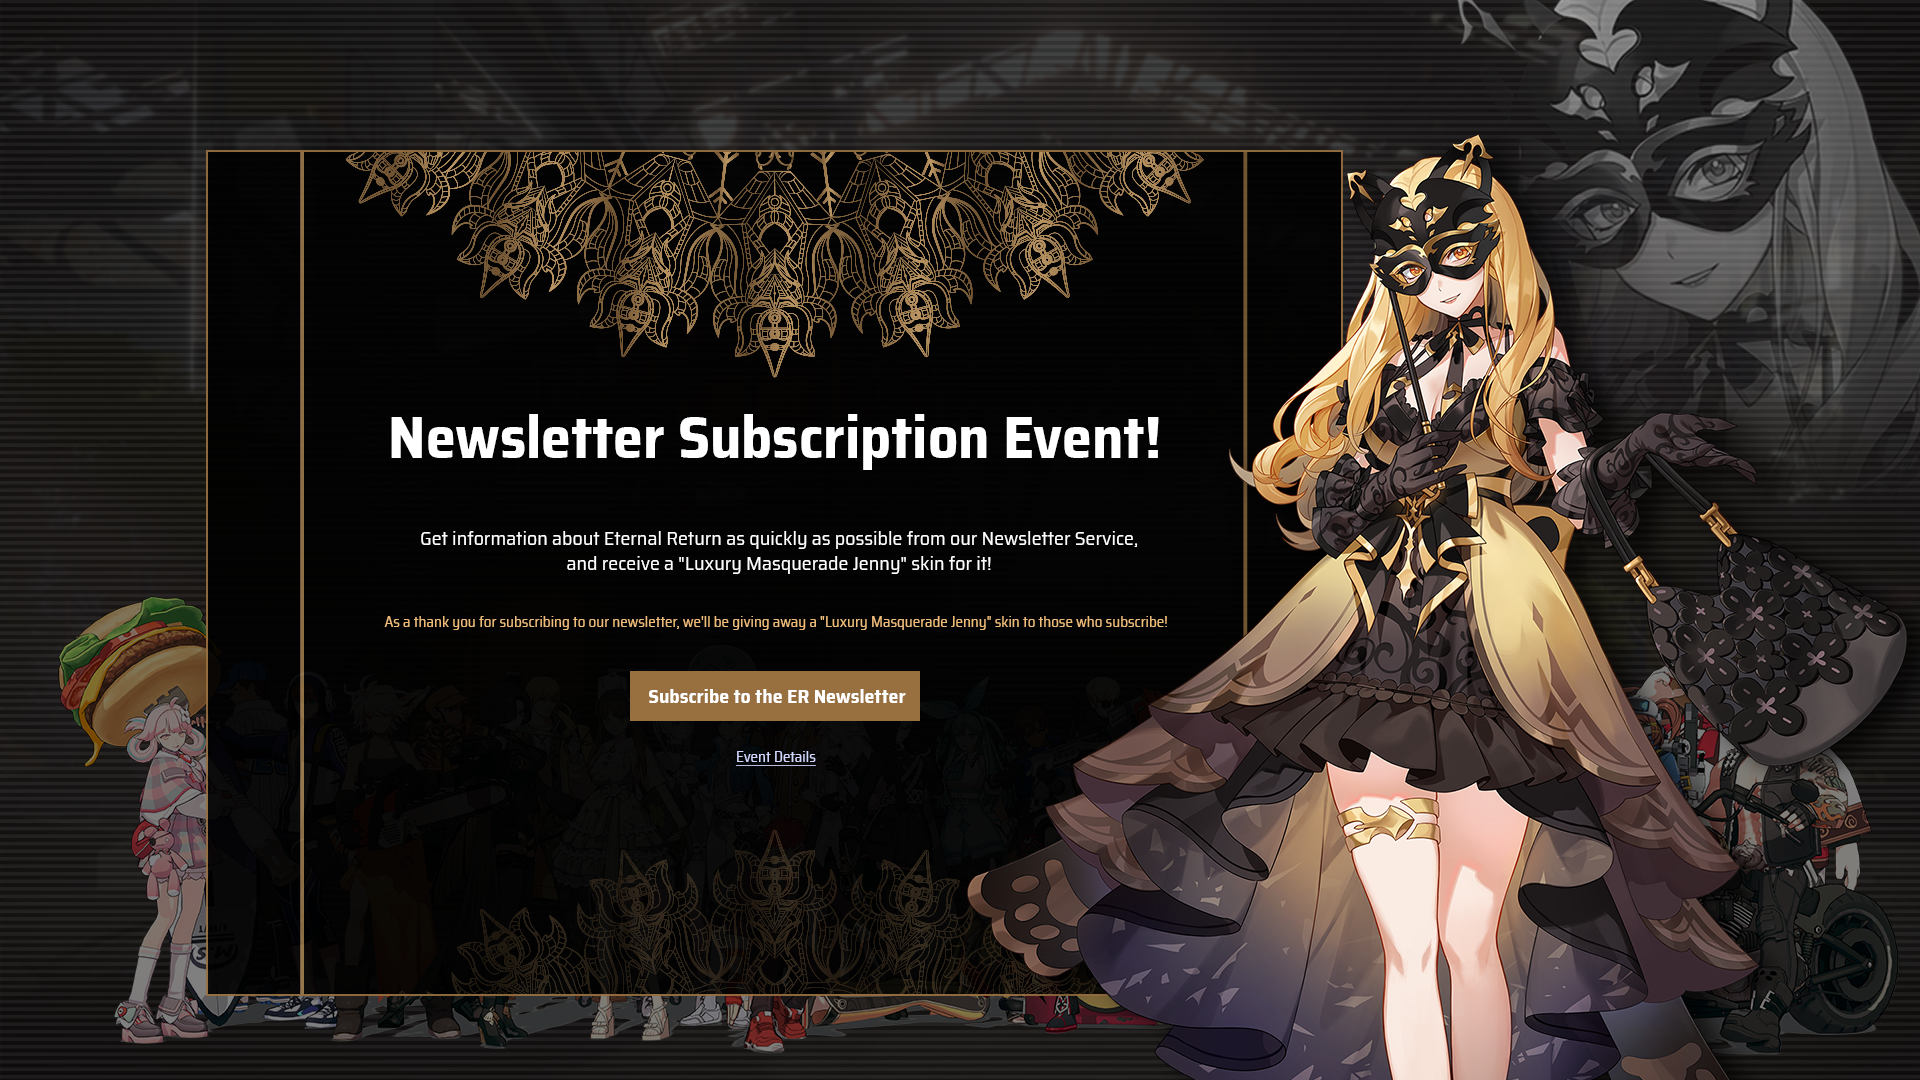 Newsletter Subscription Event!
Get information about Eternal Return as quickly as possible from our Newsletter Service,
and receive a "Luxury Masquerade Jenny" skin for it!
As a thank you for subscribing to our newsletter, we'll be giving away a "Luxury Masquerade Jenny" skin to those who subscribe!
Subscribe to the ER Newsletter
Event Details